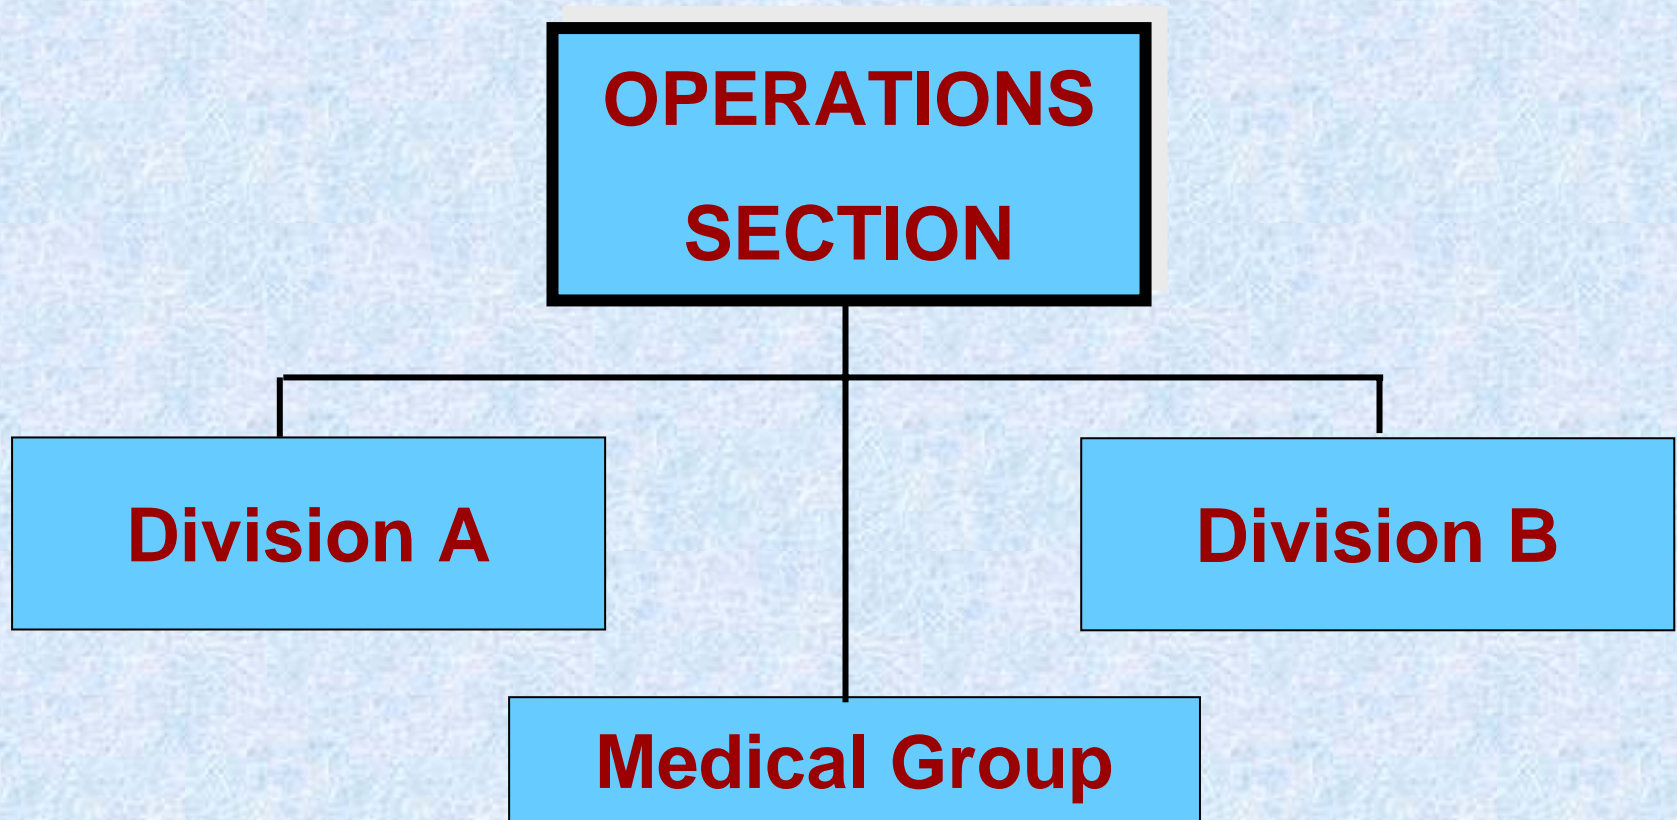 OPERATIONS
SECTION
Division A
Division B
Medical Group